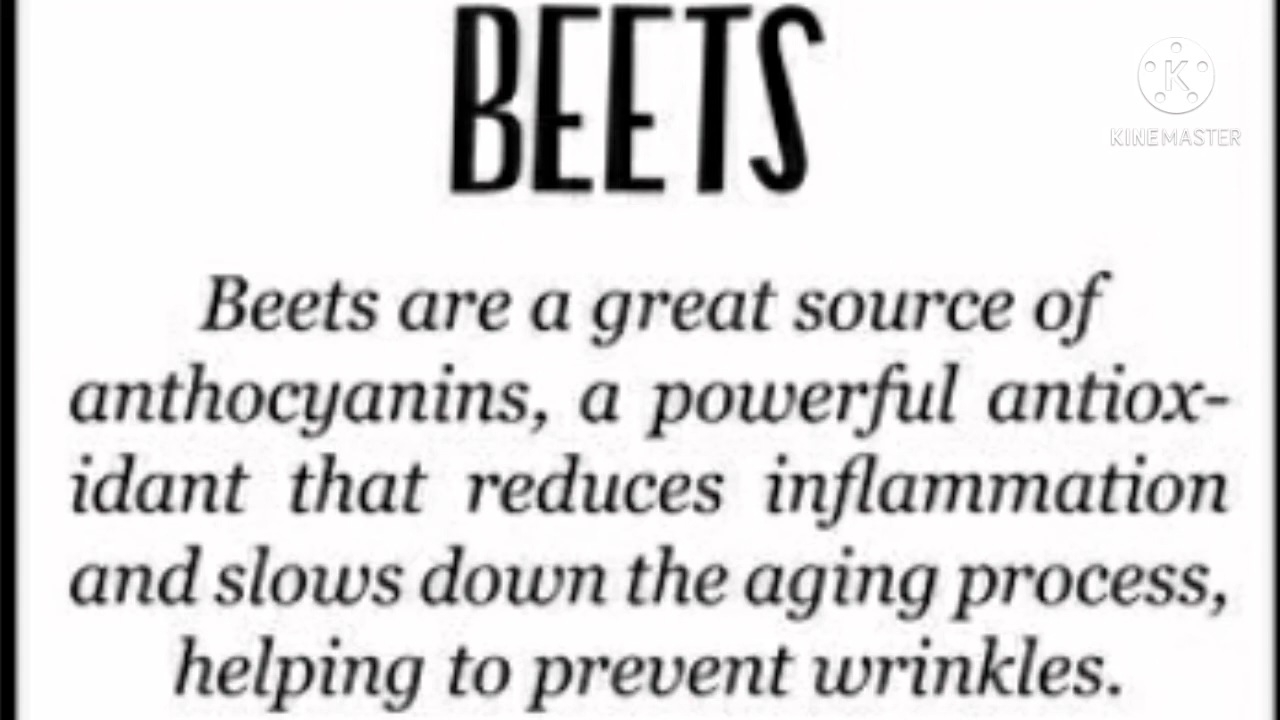 BEETS
K
KINEMASTER
Beets are a great source of
anthocyanins, a powerful antiox-
idant that reduces inflammation
and slows down the aging process,
helping to prevent wrinkles.